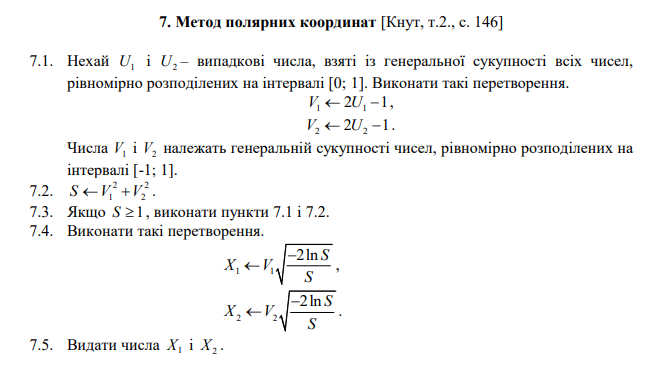 7. Метод полярних координат [Кнут, т.2., с. 146]
7.1. Нехай U₁ і U₂ – випадкові числа, взяті із генеральної сукупності всіх чисел,
рівномірно розподілених на інтервалі [0; 1]. Виконати такі перетворення.
V₁ ← 2U₁ −1,
V₂ ← 2U₂ −1.
Числа V₁ і V₂ належать генеральній сукупності чисел, рівномірно розподілених на
інтервалі [-1; 1].
7.2. S ← V₁² + V₂².
7.3. Якщо S ≥ 1, виконати пункти 7.1 і 7.2.
7.4. Виконати такі перетворення.
X₁ ← V₁√(−2 ln S / S),
X₂ ← V₂√(−2 ln S / S).
7.5. Видати числа X₁ і X₂.